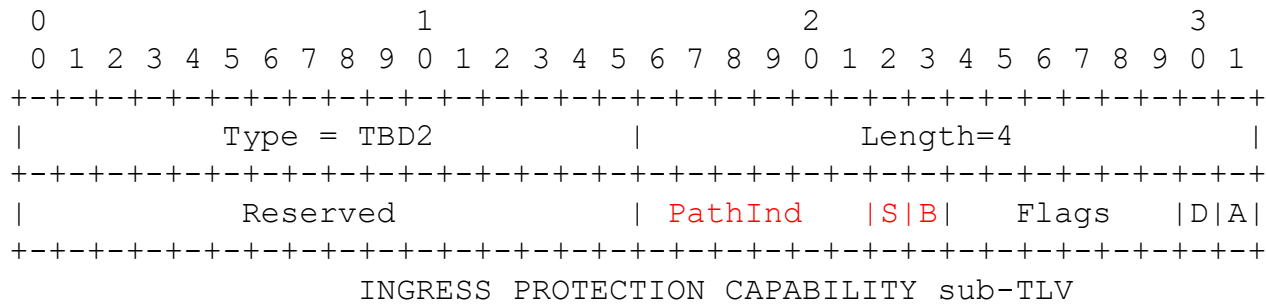 0                   1                   2                   3
 0 1 2 3 4 5 6 7 8 9 0 1 2 3 4 5 6 7 8 9 0 1 2 3 4 5 6 7 8 9 0 1
+-+-+-+-+-+-+-+-+-+-+-+-+-+-+-+-+-+-+-+-+-+-+-+-+-+-+-+-+-+-+-+-+
|          Type = TBD2          |           Length=4            |
+-+-+-+-+-+-+-+-+-+-+-+-+-+-+-+-+-+-+-+-+-+-+-+-+-+-+-+-+-+-+-+-+
|           Reserved            | PathInd   |S|B|   Flags   |D|A|
+-+-+-+-+-+-+-+-+-+-+-+-+-+-+-+-+-+-+-+-+-+-+-+-+-+-+-+-+-+-+-+-+
INGRESS PROTECTION CAPABILITY sub-TLV